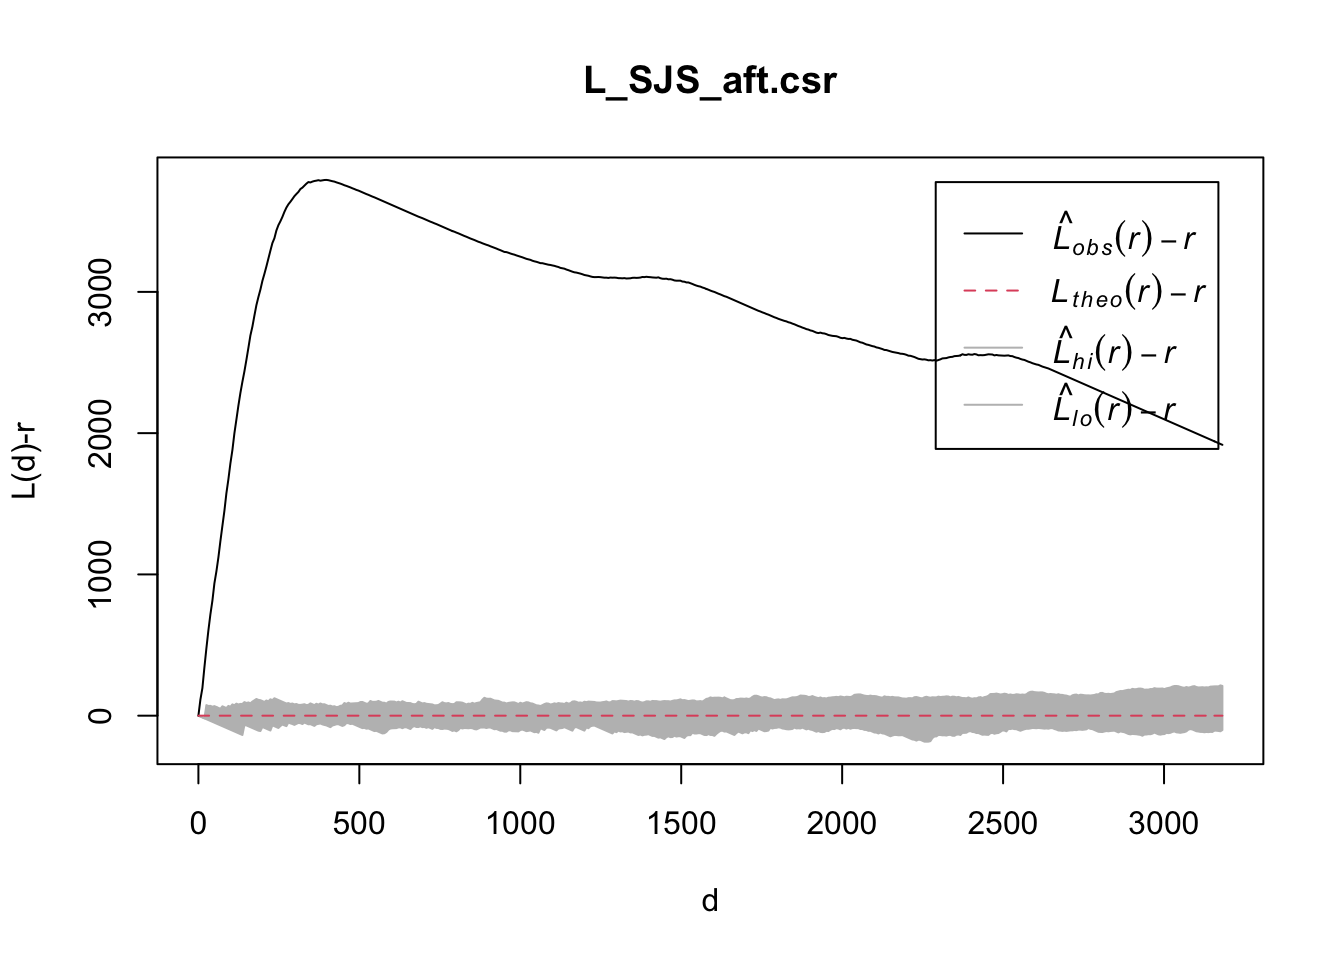 L_SJS_aft.csr
L̂obs(r) − r
Ltheo(r) − r
L̂hi(r) − r
L̂lo(r) − r
L(d)-r
3000
2000
1000
0
0 500 1000 1500 2000 2500 3000
d